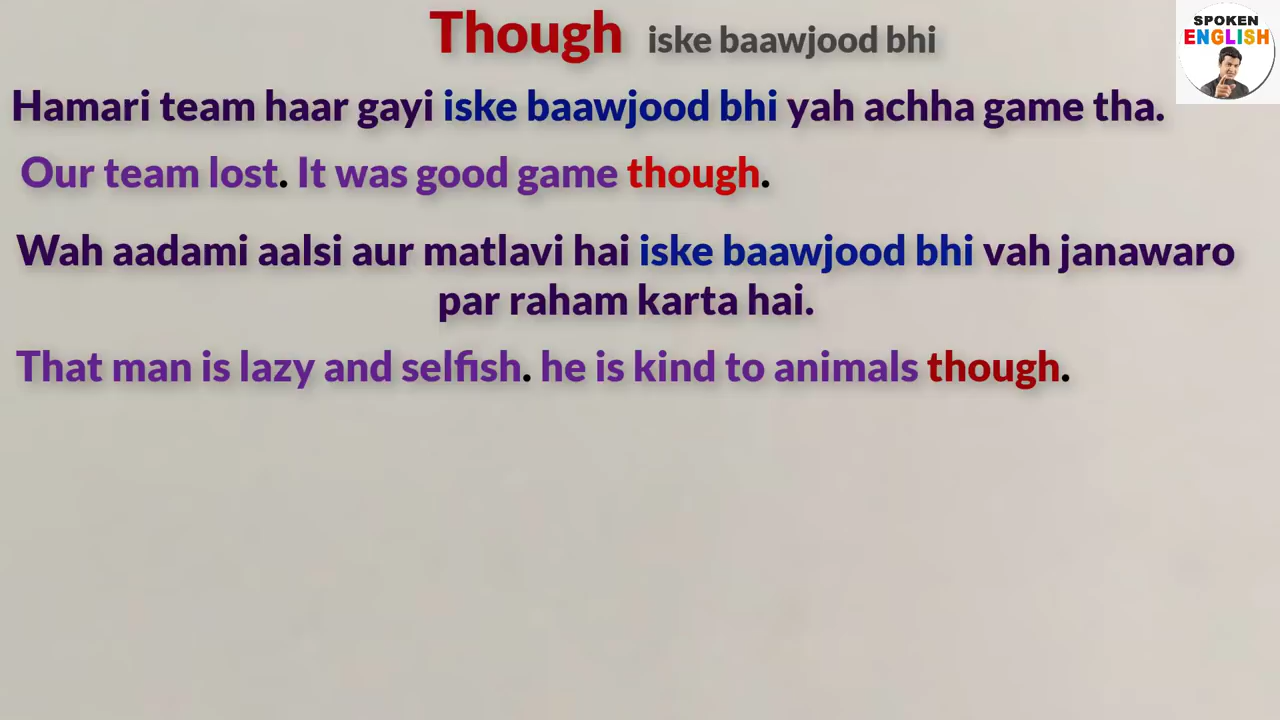 Though iske baawjood bhi
SPOKEN
ENGLISH
Hamari team haar gayi iske baawjood bhi yah achha game tha.
Our team lost. It was good game though.
Wah aadami aalsi aur matlavi hai iske baawjood bhi vah janawaro
par raham karta hai.
That man is lazy and selfish. he is kind to animals though.